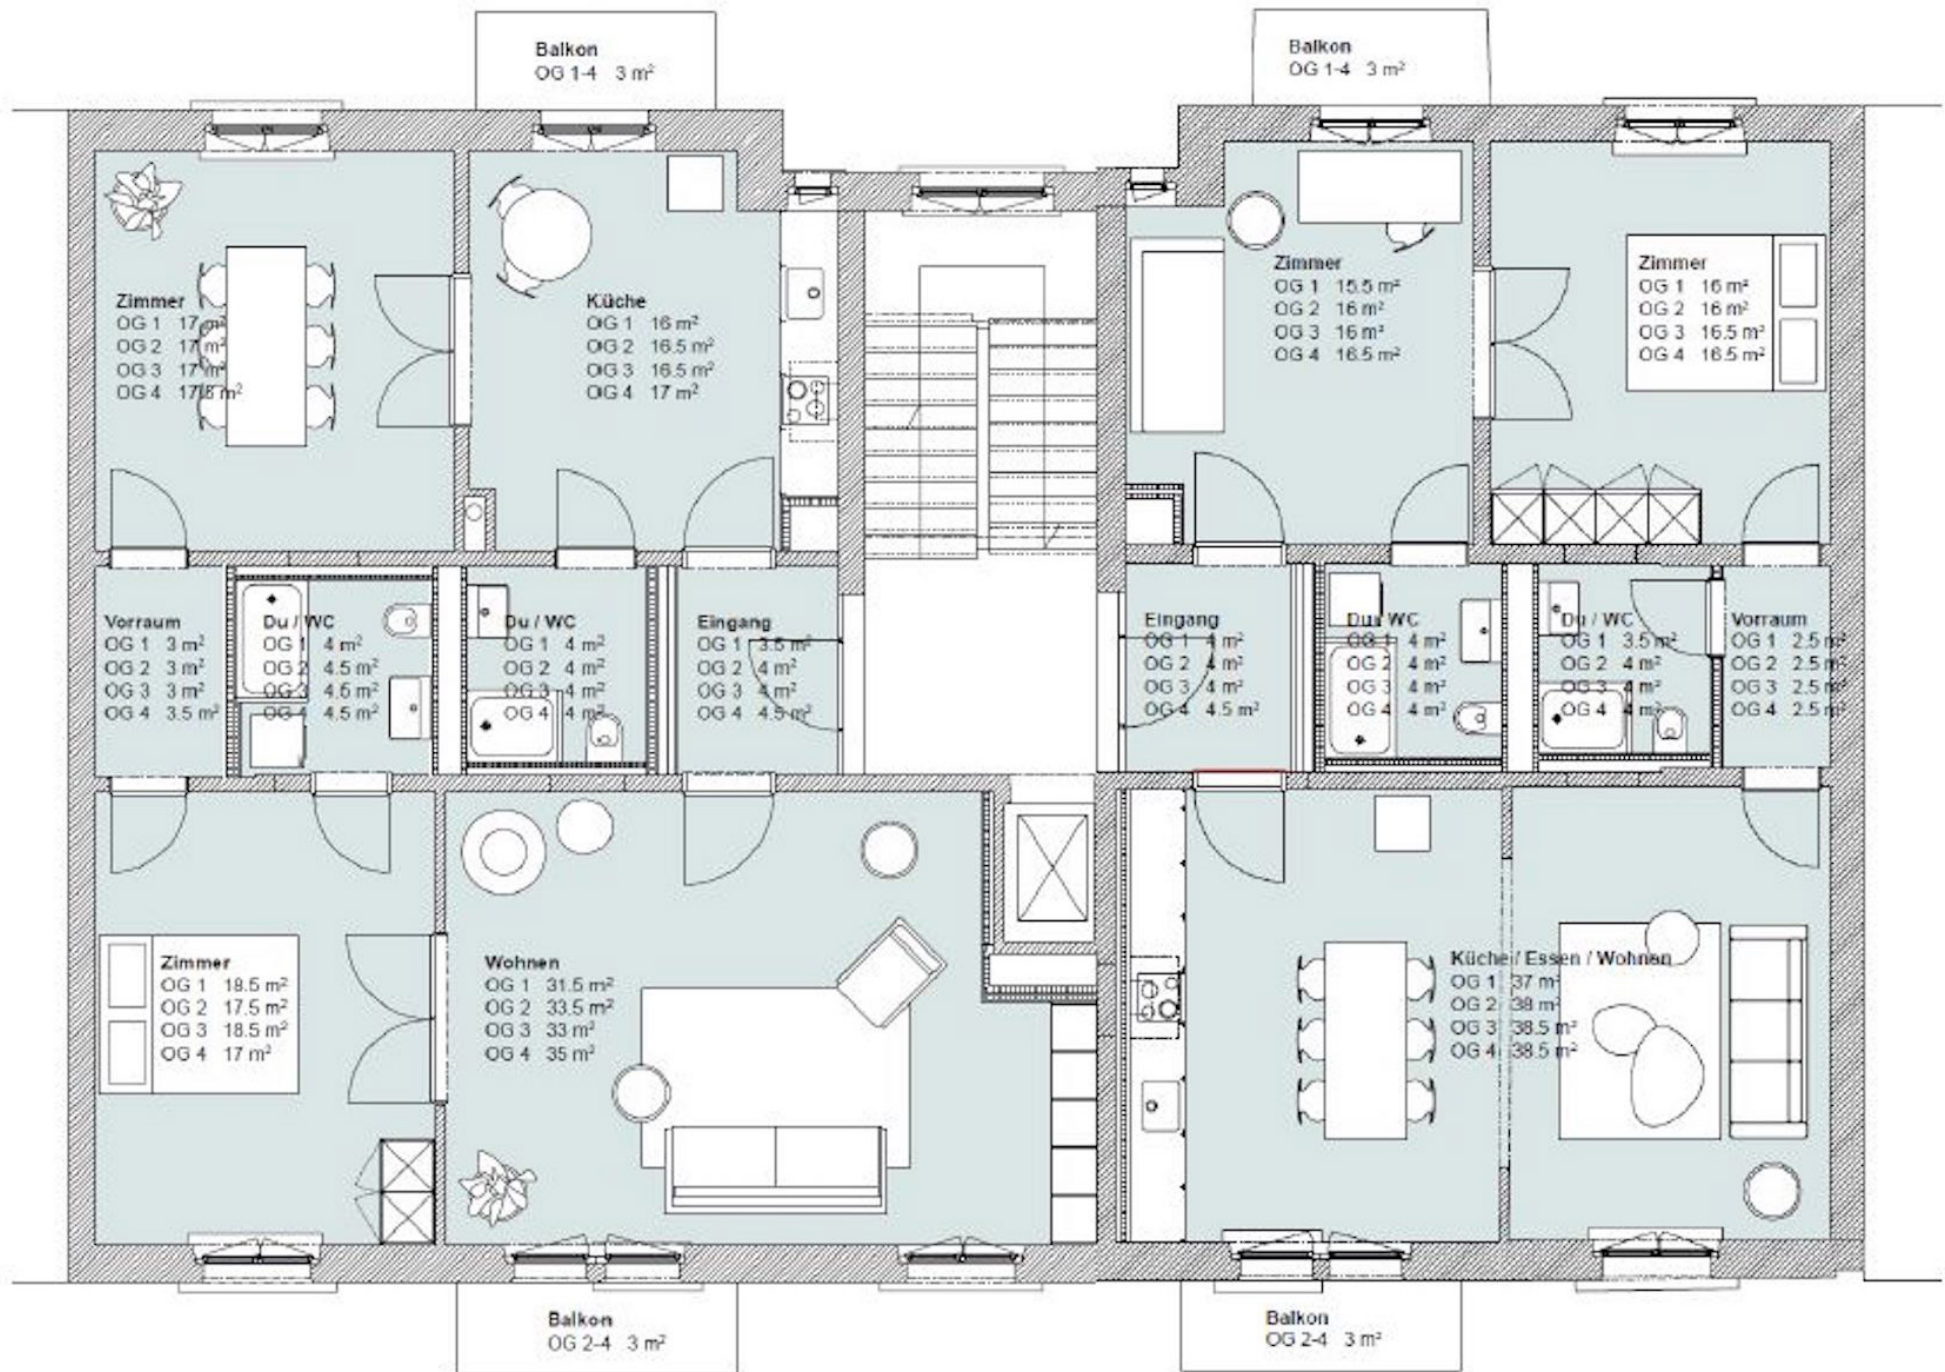 Balkon
OG 1-4 3 m²
Balkon
OG 1-4 3 m²
Zimmer
OG 1 17 m²
OG 2 17 m²
OG 3 17 m²
OG 4 17.5 m²
Küche
OG 1 16 m²
OG 2 16.5 m²
OG 3 16.5 m²
OG 4 17 m²
Zimmer
OG 1 15.5 m²
OG 2 16 m²
OG 3 16 m²
OG 4 16.5 m²
Zimmer
OG 1 16 m²
OG 2 16 m²
OG 3 16.5 m²
OG 4 16.5 m²
Vorraum
OG 1 3 m²
OG 2 3 m²
OG 3 3 m²
OG 4 3.5 m²
Du / WC
OG 1 4 m²
OG 2 4.5 m²
OG 3 4.5 m²
OG 4 4.5 m²
Du / WC
OG 1 4 m²
OG 2 4 m²
OG 3 4 m²
OG 4 4 m²
Eingang
OG 1 3.5 m²
OG 2 4 m²
OG 3 4 m²
OG 4 4.5 m²
Eingang
OG 1 4 m²
OG 2 4 m²
OG 3 4 m²
OG 4 4.5 m²
Du / WC
OG 1 4 m²
OG 2 4 m²
OG 3 4 m²
OG 4 4 m²
Du / WC
OG 1 3.5 m²
OG 2 4 m²
OG 3 4 m²
OG 4 4 m²
Vorraum
OG 1 2.5 m²
OG 2 2.5 m²
OG 3 2.5 m²
OG 4 2.5 m²
Zimmer
OG 1 18.5 m²
OG 2 17.5 m²
OG 3 18.5 m²
OG 4 17 m²
Wohnen
OG 1 31.5 m²
OG 2 33.5 m²
OG 3 33 m²
OG 4 35 m²
Küche / Essen / Wohnen
OG 1 37 m²
OG 2 38 m²
OG 3 38.5 m²
OG 4 38.5 m²
Balkon
OG 2-4 3 m²
Balkon
OG 2-4 3 m²